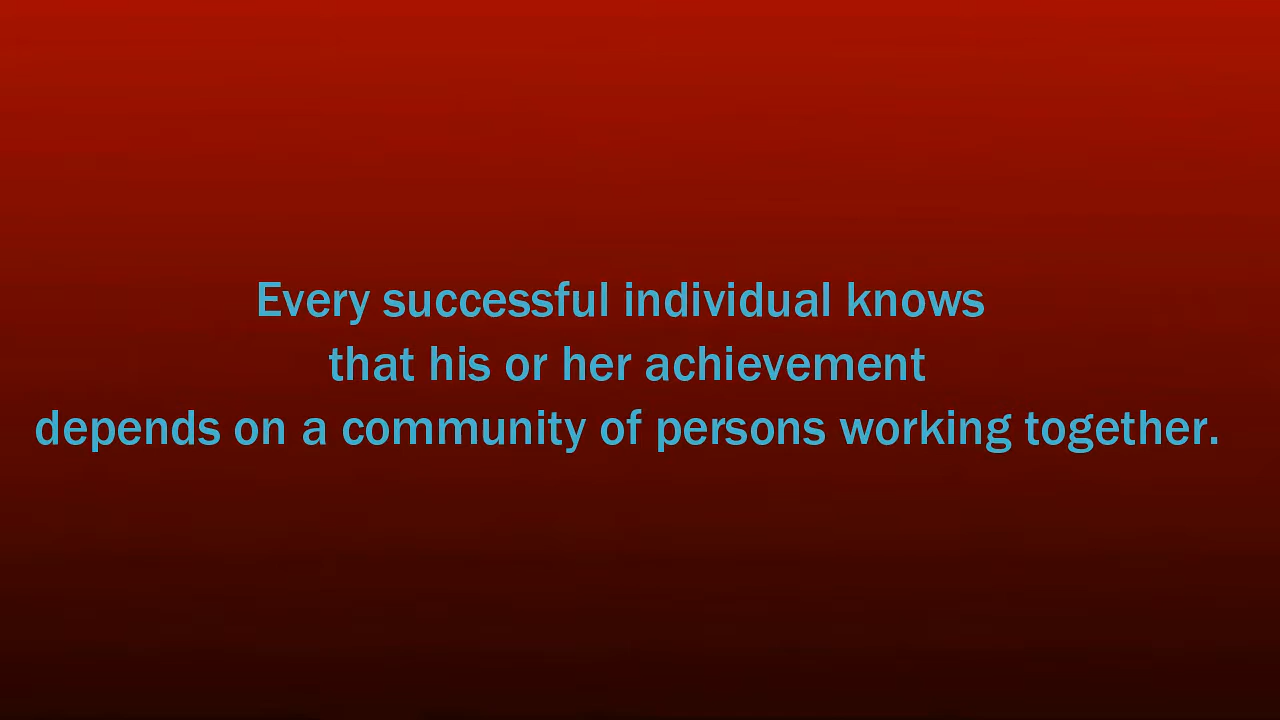 Every successful individual knows
that his or her achievement
depends on a community of persons working together.